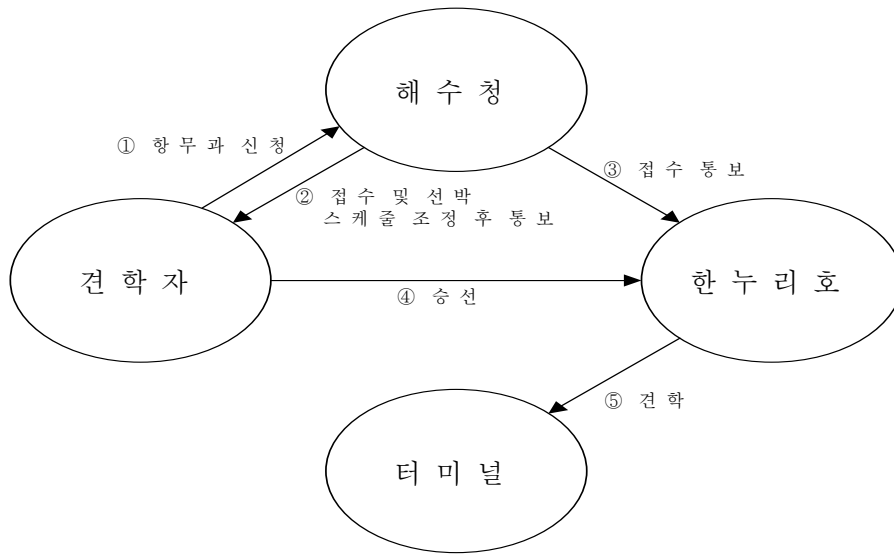 해 수 청
① 항 무 과 신 청
③ 접 수 통 보
② 접 수 및 선 박
스 케 줄 조 정 후 통 보
견 학 자
한 누 리 호
④ 승 선
⑤ 견 학
터 미 널